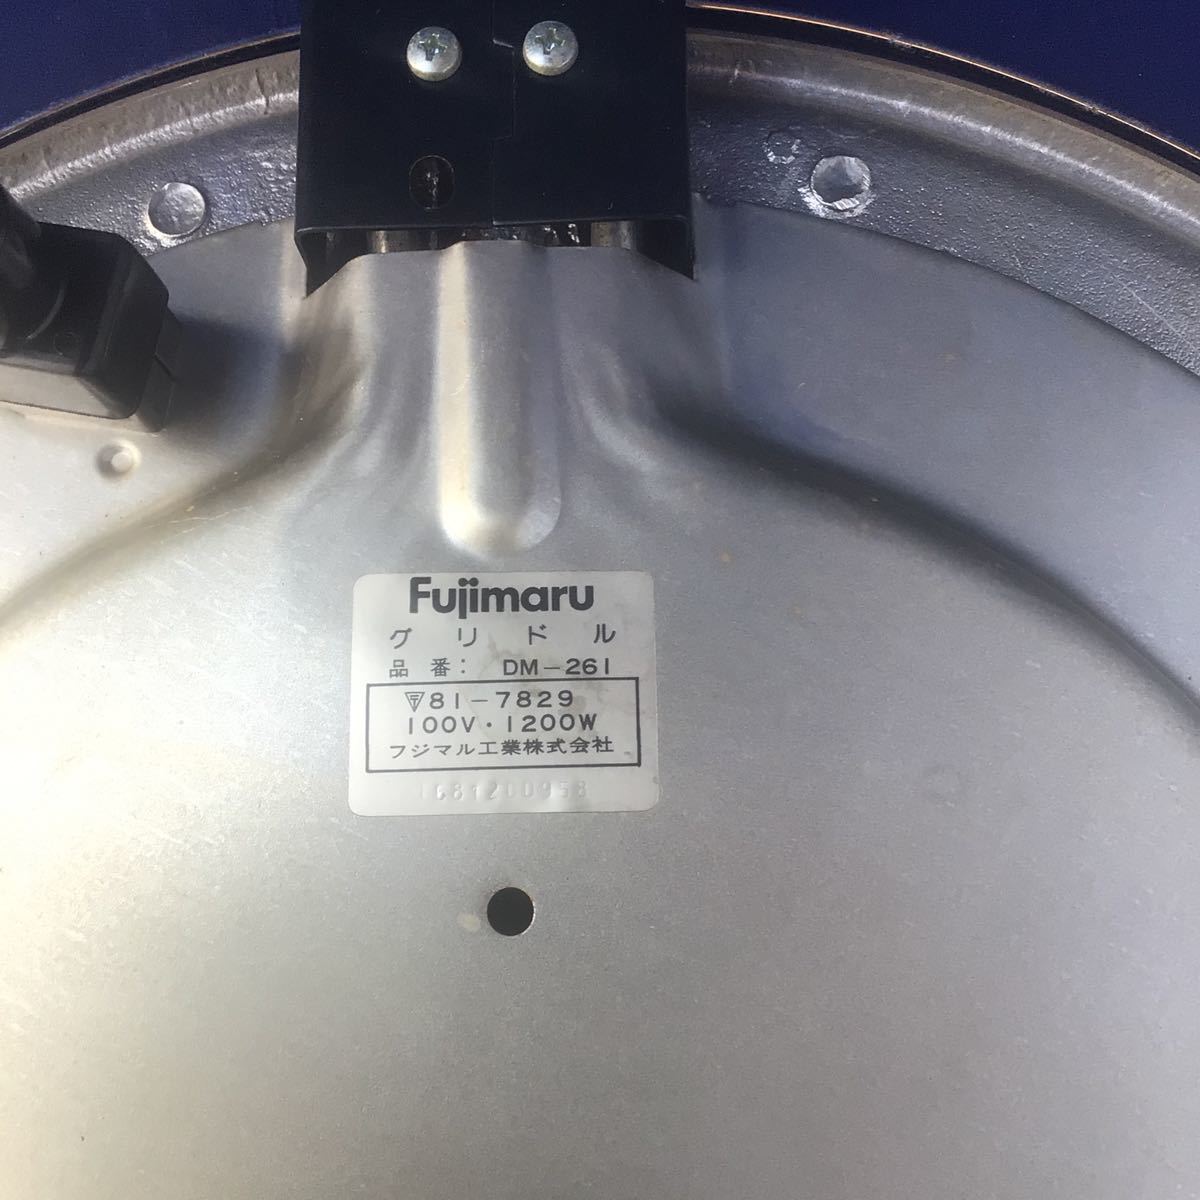 Fujimaru
グリドル
品番: DM-261
〒81-7829
100V・1200W
フジマル工業株式会社